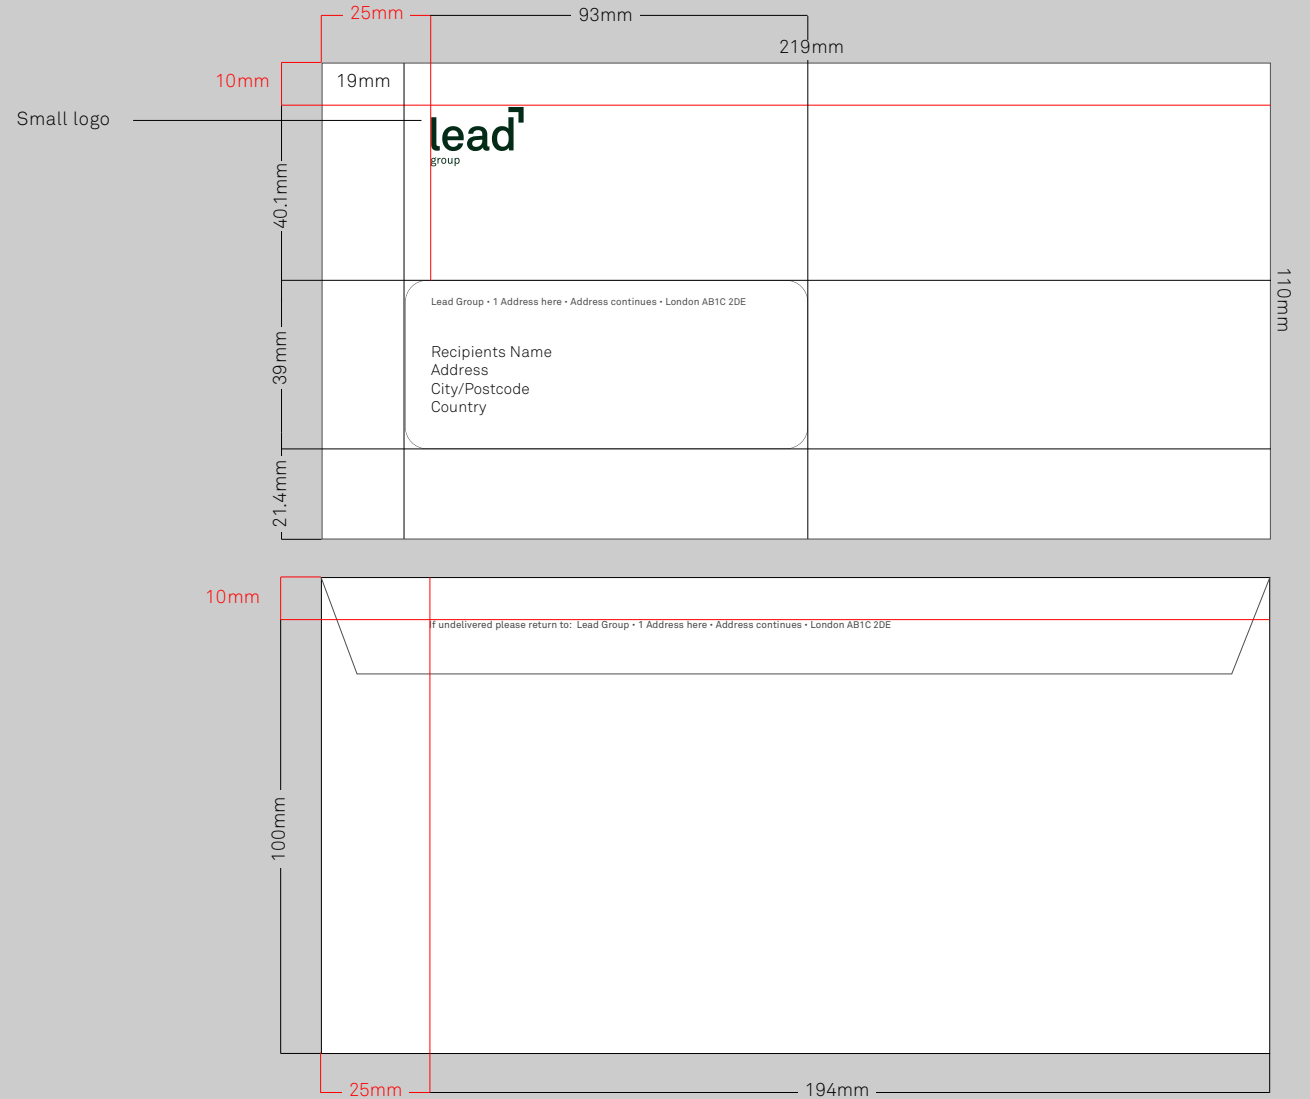 25mm
93mm
219mm
10mm
19mm
Small logo
lead
group
40.1mm
110mm
Lead Group • 1 Address here • Address continues • London AB1C 2DE
39mm
Recipients Name
Address
City/Postcode
Country
21.4mm
10mm
If undelivered please return to: Lead Group • 1 Address here • Address continues • London AB1C 2DE
100mm
25mm
194mm